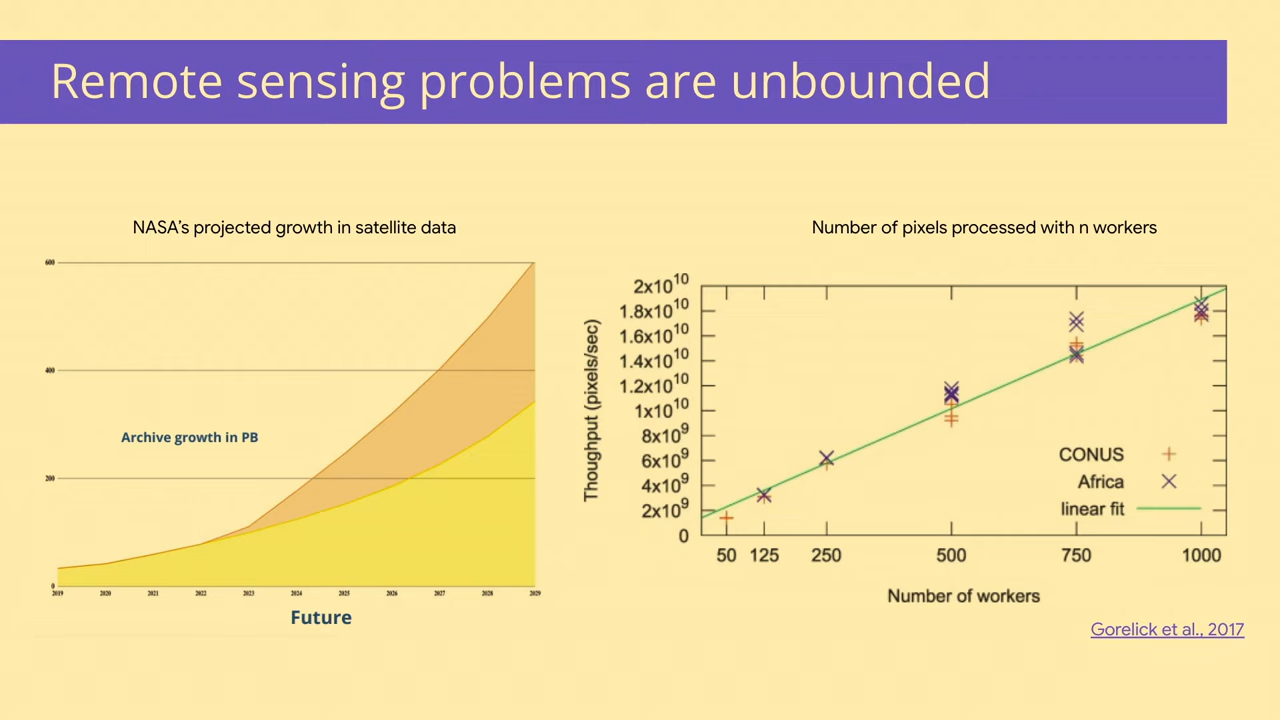 Remote sensing problems are unbounded
NASA's projected growth in satellite data
600
400
Archive growth in PB
200
0
2019 2020 2021 2022 2023 2024 2025 2026 2027 2028 2029
Future
Number of pixels processed with n workers
Thoughput (pixels/sec)
2x10^10
1.8x10^10
1.6x10^10
1.4x10^10
1.2x10^10
1x10^10
8x10^9
6x10^9
4x10^9
2x10^9
0
CONUS
Africa
linear fit
50 125 250 500 750 1000
Number of workers
Gorelick et al., 2017